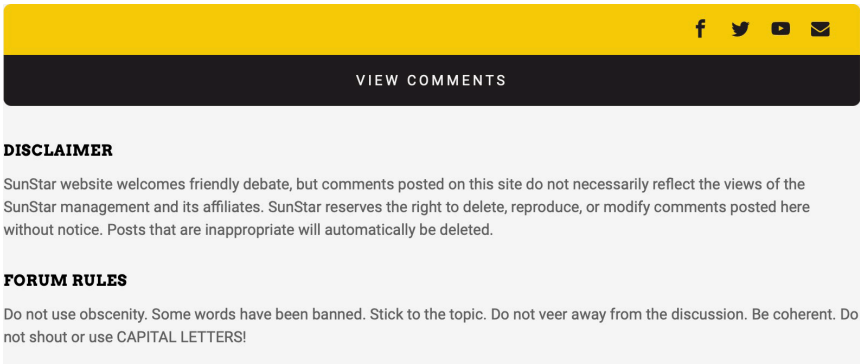 VIEW COMMENTS
DISCLAIMER
SunStar website welcomes friendly debate, but comments posted on this site do not necessarily reflect the views of the
SunStar management and its affiliates. SunStar reserves the right to delete, reproduce, or modify comments posted here
without notice. Posts that are inappropriate will automatically be deleted.
FORUM RULES
Do not use obscenity. Some words have been banned. Stick to the topic. Do not veer away from the discussion. Be coherent. Do
not shout or use CAPITAL LETTERS!